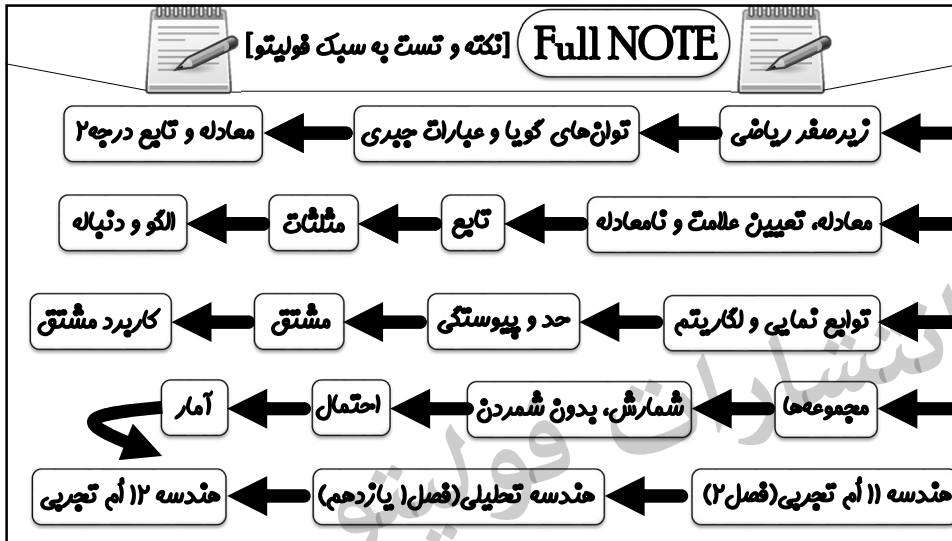 Full NOTE [نکته و تست به سبک فولیتو]
زیرصفر ریاضی توان‌های گویا و عبارات جبری معادله و تابع درجه۲
معادله، تعیین علامت و نامعادله تابع مثلثات الگو و دنباله
توابع نمایی و لگاریتم حد و پیوستگی مشتق کاربرد مشتق
مجموعه‌ها شمارش، بدون شمردن احتمال آمار
هندسه ۱۱ اُم تجربی(فصل۲) هندسه تحلیلی(فصل۱ یازدهم) هندسه ۱۲ اُم تجربی
انتشارات فولیتو